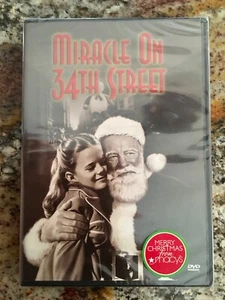 MIRACLE ON
34TH STREET
MERRY
CHRISTMAS
from
★macy's
DVD